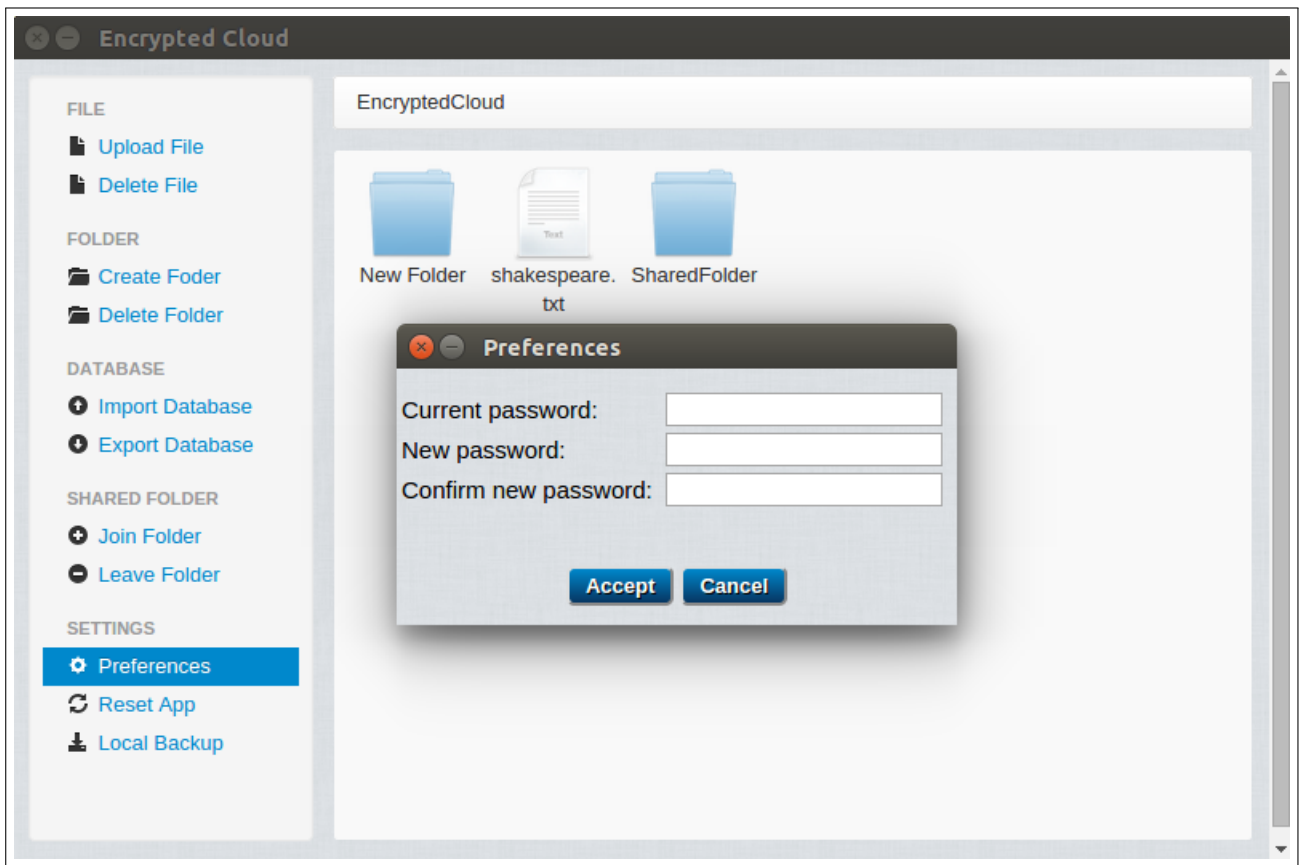 Encrypted Cloud
FILE
Upload File
Delete File
FOLDER
Create Foder
Delete Folder
DATABASE
Import Database
Export Database
SHARED FOLDER
Join Folder
Leave Folder
SETTINGS
Preferences
Reset App
Local Backup
EncryptedCloud
Text
New Folder
shakespeare.
txt
SharedFolder
Preferences
Current password:
New password:
Confirm new password:
Accept
Cancel